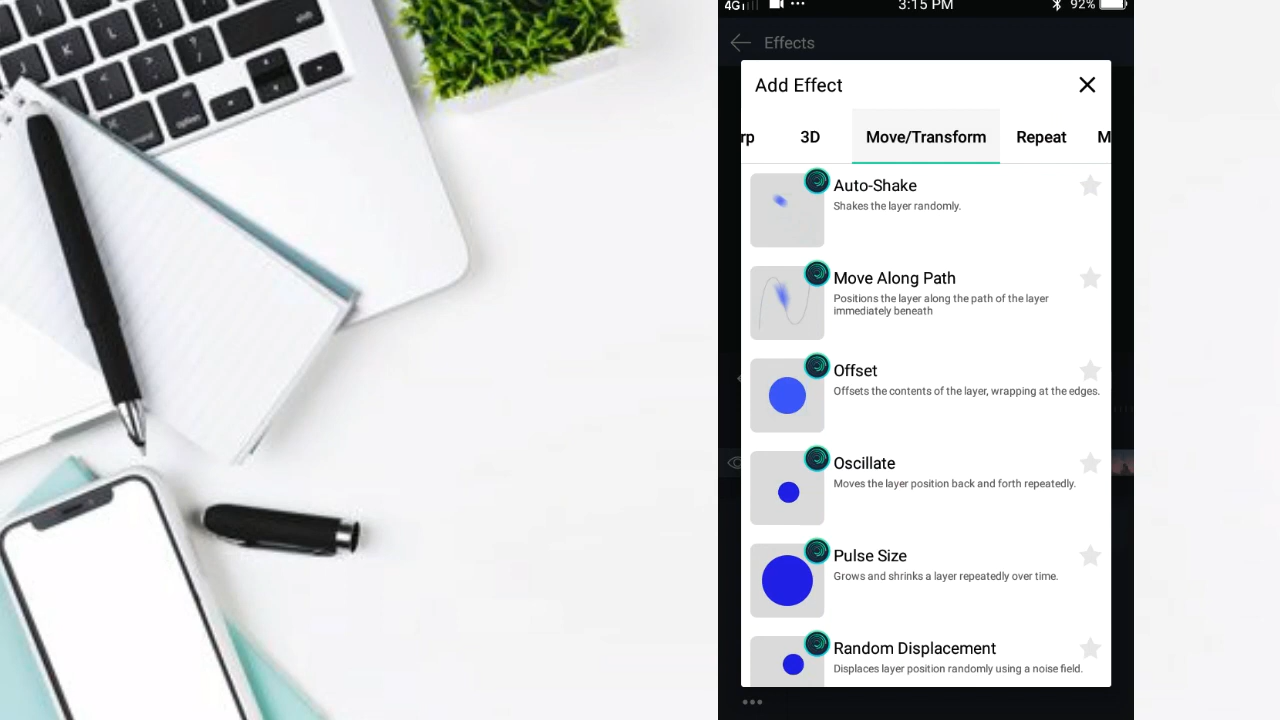 4G
3:15 PM
92%
Effects
Add Effect
rp
3D
Move/Transform
Repeat
M
Auto-Shake
Shakes the layer randomly.
Move Along Path
Positions the layer along the path of the layer
immediately beneath
Offset
Offsets the contents of the layer, wrapping at the edges.
Oscillate
Moves the layer position back and forth repeatedly.
Pulse Size
Grows and shrinks a layer repeatedly over time.
Random Displacement
Displaces layer position randomly using a noise field.
K
L
J
option
command